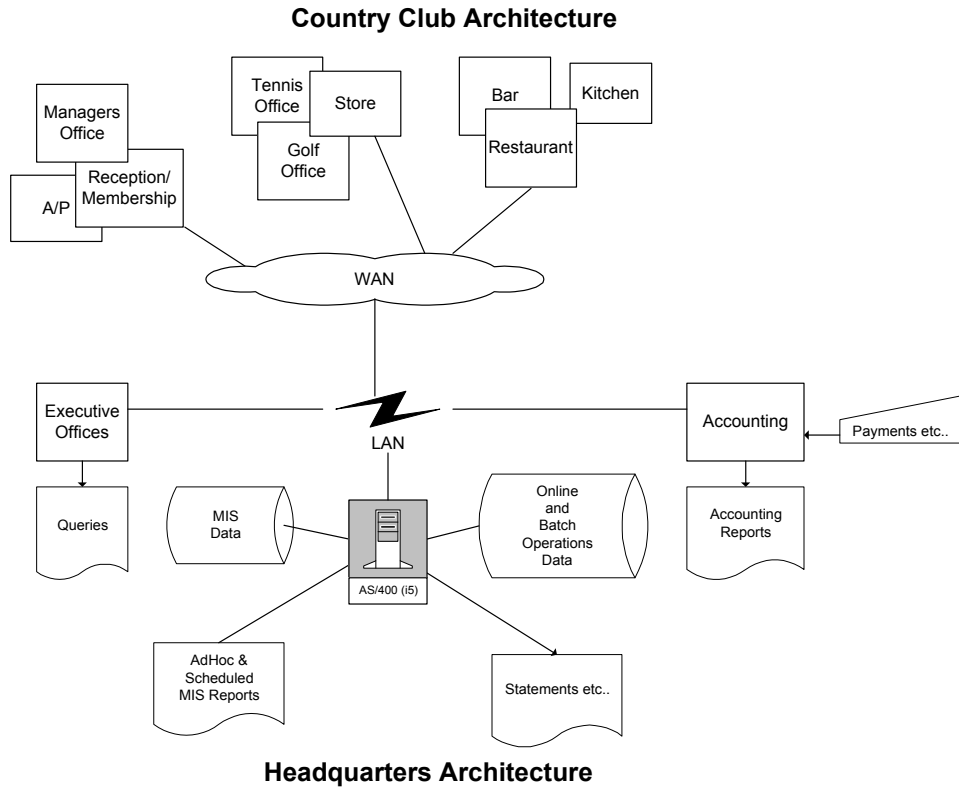 Country Club Architecture
Managers
Office
Reception/
Membership
A/P
Tennis
Office
Store
Golf
Office
Bar
Kitchen
Restaurant
WAN
Executive
Offices
LAN
Accounting
Payments etc..
Queries
MIS
Data
Online
and
Batch
Operations
Data
Accounting
Reports
AS/400 (i5)
AdHoc &
Scheduled
MIS Reports
Statements etc..
Headquarters Architecture